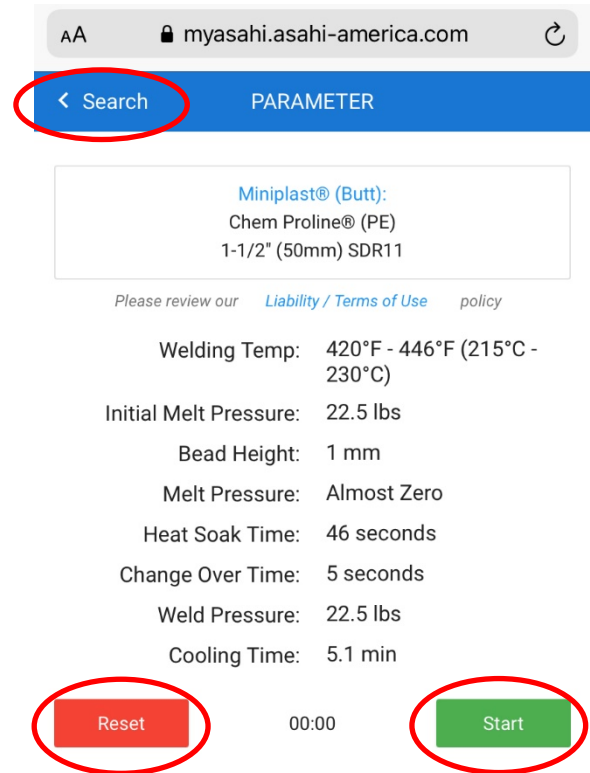 AA myasahi.asahi-america.com
Search PARAMETER
Miniplast® (Butt):
Chem Proline® (PE)
1-1/2" (50mm) SDR11
Please review our Liability / Terms of Use policy
Welding Temp: 420°F - 446°F (215°C -
230°C)
Initial Melt Pressure: 22.5 lbs
Bead Height: 1 mm
Melt Pressure: Almost Zero
Heat Soak Time: 46 seconds
Change Over Time: 5 seconds
Weld Pressure: 22.5 lbs
Cooling Time: 5.1 min
Reset 00:00 Start